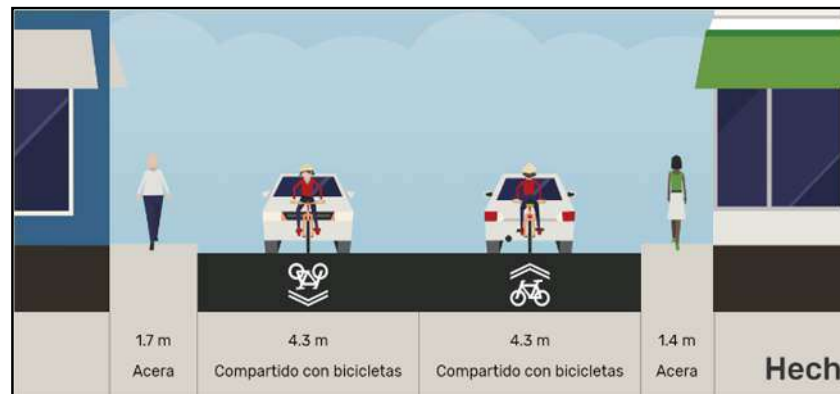 1.7 m
Acera
4.3 m
Compartido con bicicletas
4.3 m
Compartido con bicicletas
1.4 m
Acera
Hech